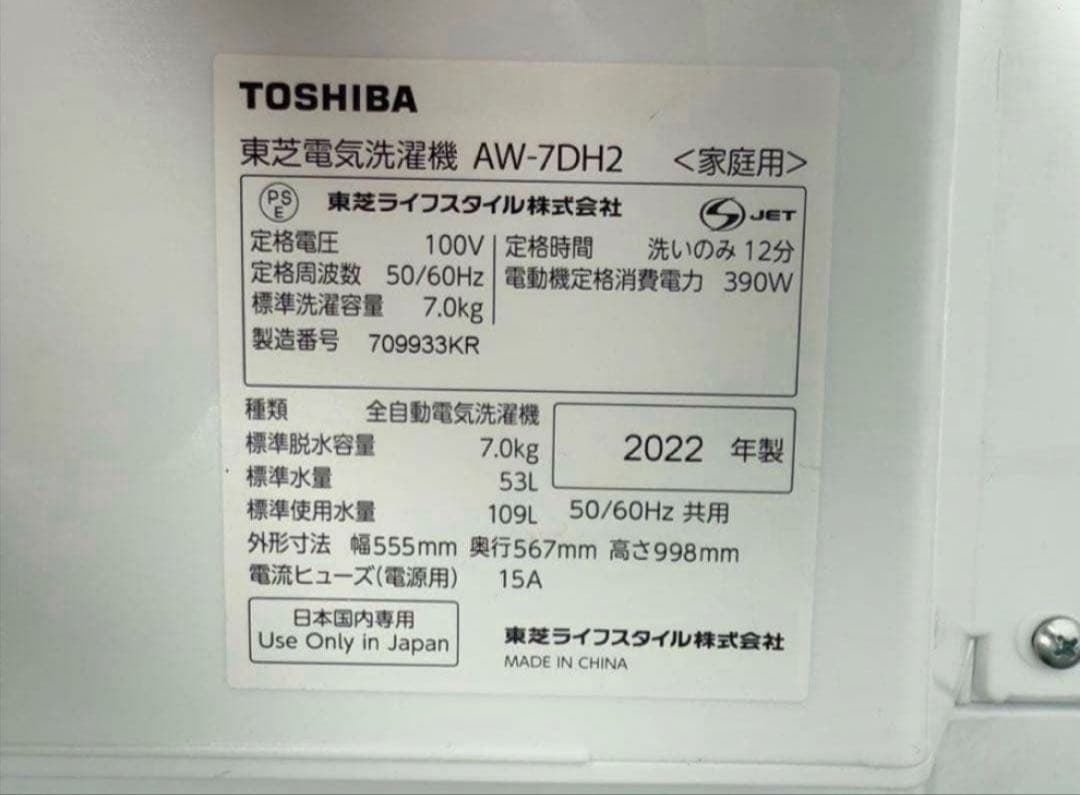 TOSHIBA
東芝電気洗濯機 AW-7DH2 <家庭用>
PSE 東芝ライフスタイル株式会社 S JET
定格電圧 100V 定格時間 洗いのみ 12分
定格周波数 50/60Hz 電動機定格消費電力 390W
標準洗濯容量 7.0kg
製造番号 709933KR
種類 全自動電気洗濯機
標準脱水容量 7.0kg 2022 年製
標準水量 53L
標準使用水量 109L 50/60Hz 共用
外形寸法 幅555mm 奥行567mm 高さ998mm
電流ヒューズ(電源用) 15A
日本国内専用
Use Only in Japan 東芝ライフスタイル株式会社
MADE IN CHINA